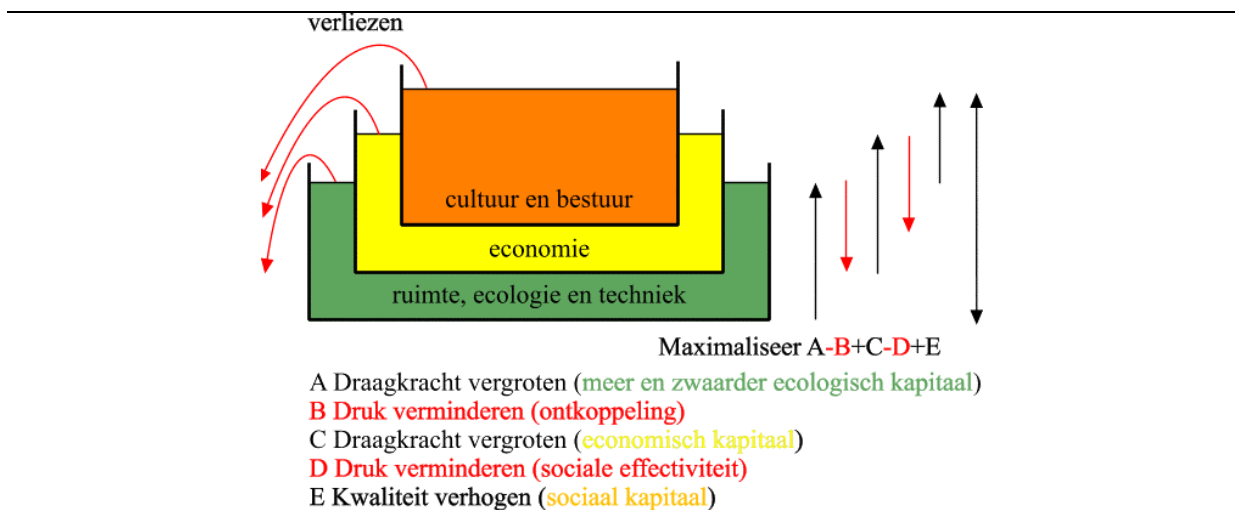 verliezen
cultuur en bestuur
economie
ruimte, ecologie en techniek
Maximaliseer A-B+C-D+E
A Draagkracht vergroten (meer en zwaarder ecologisch kapitaal)
B Druk verminderen (ontkoppeling)
C Draagkracht vergroten (economisch kapitaal)
D Druk verminderen (sociale effectiviteit)
E Kwaliteit verhogen (sociaal kapitaal)